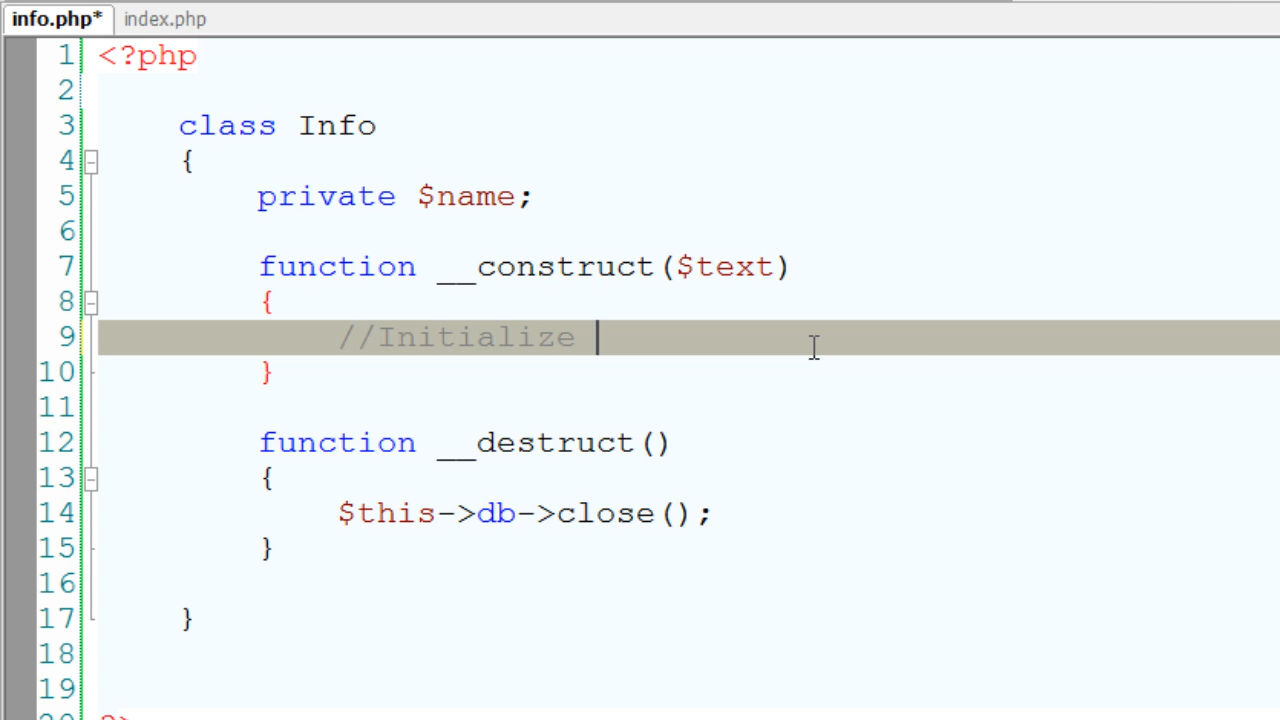 info.php* index.php
1 <?php
2
3 class Info
4 {
5 private $name;
6
7 function __construct($text)
8 {
9 //Initialize
10 }
11
12 function __destruct()
13 {
14 $this->db->close();
15 }
16
17 }
18
19
20 ?>